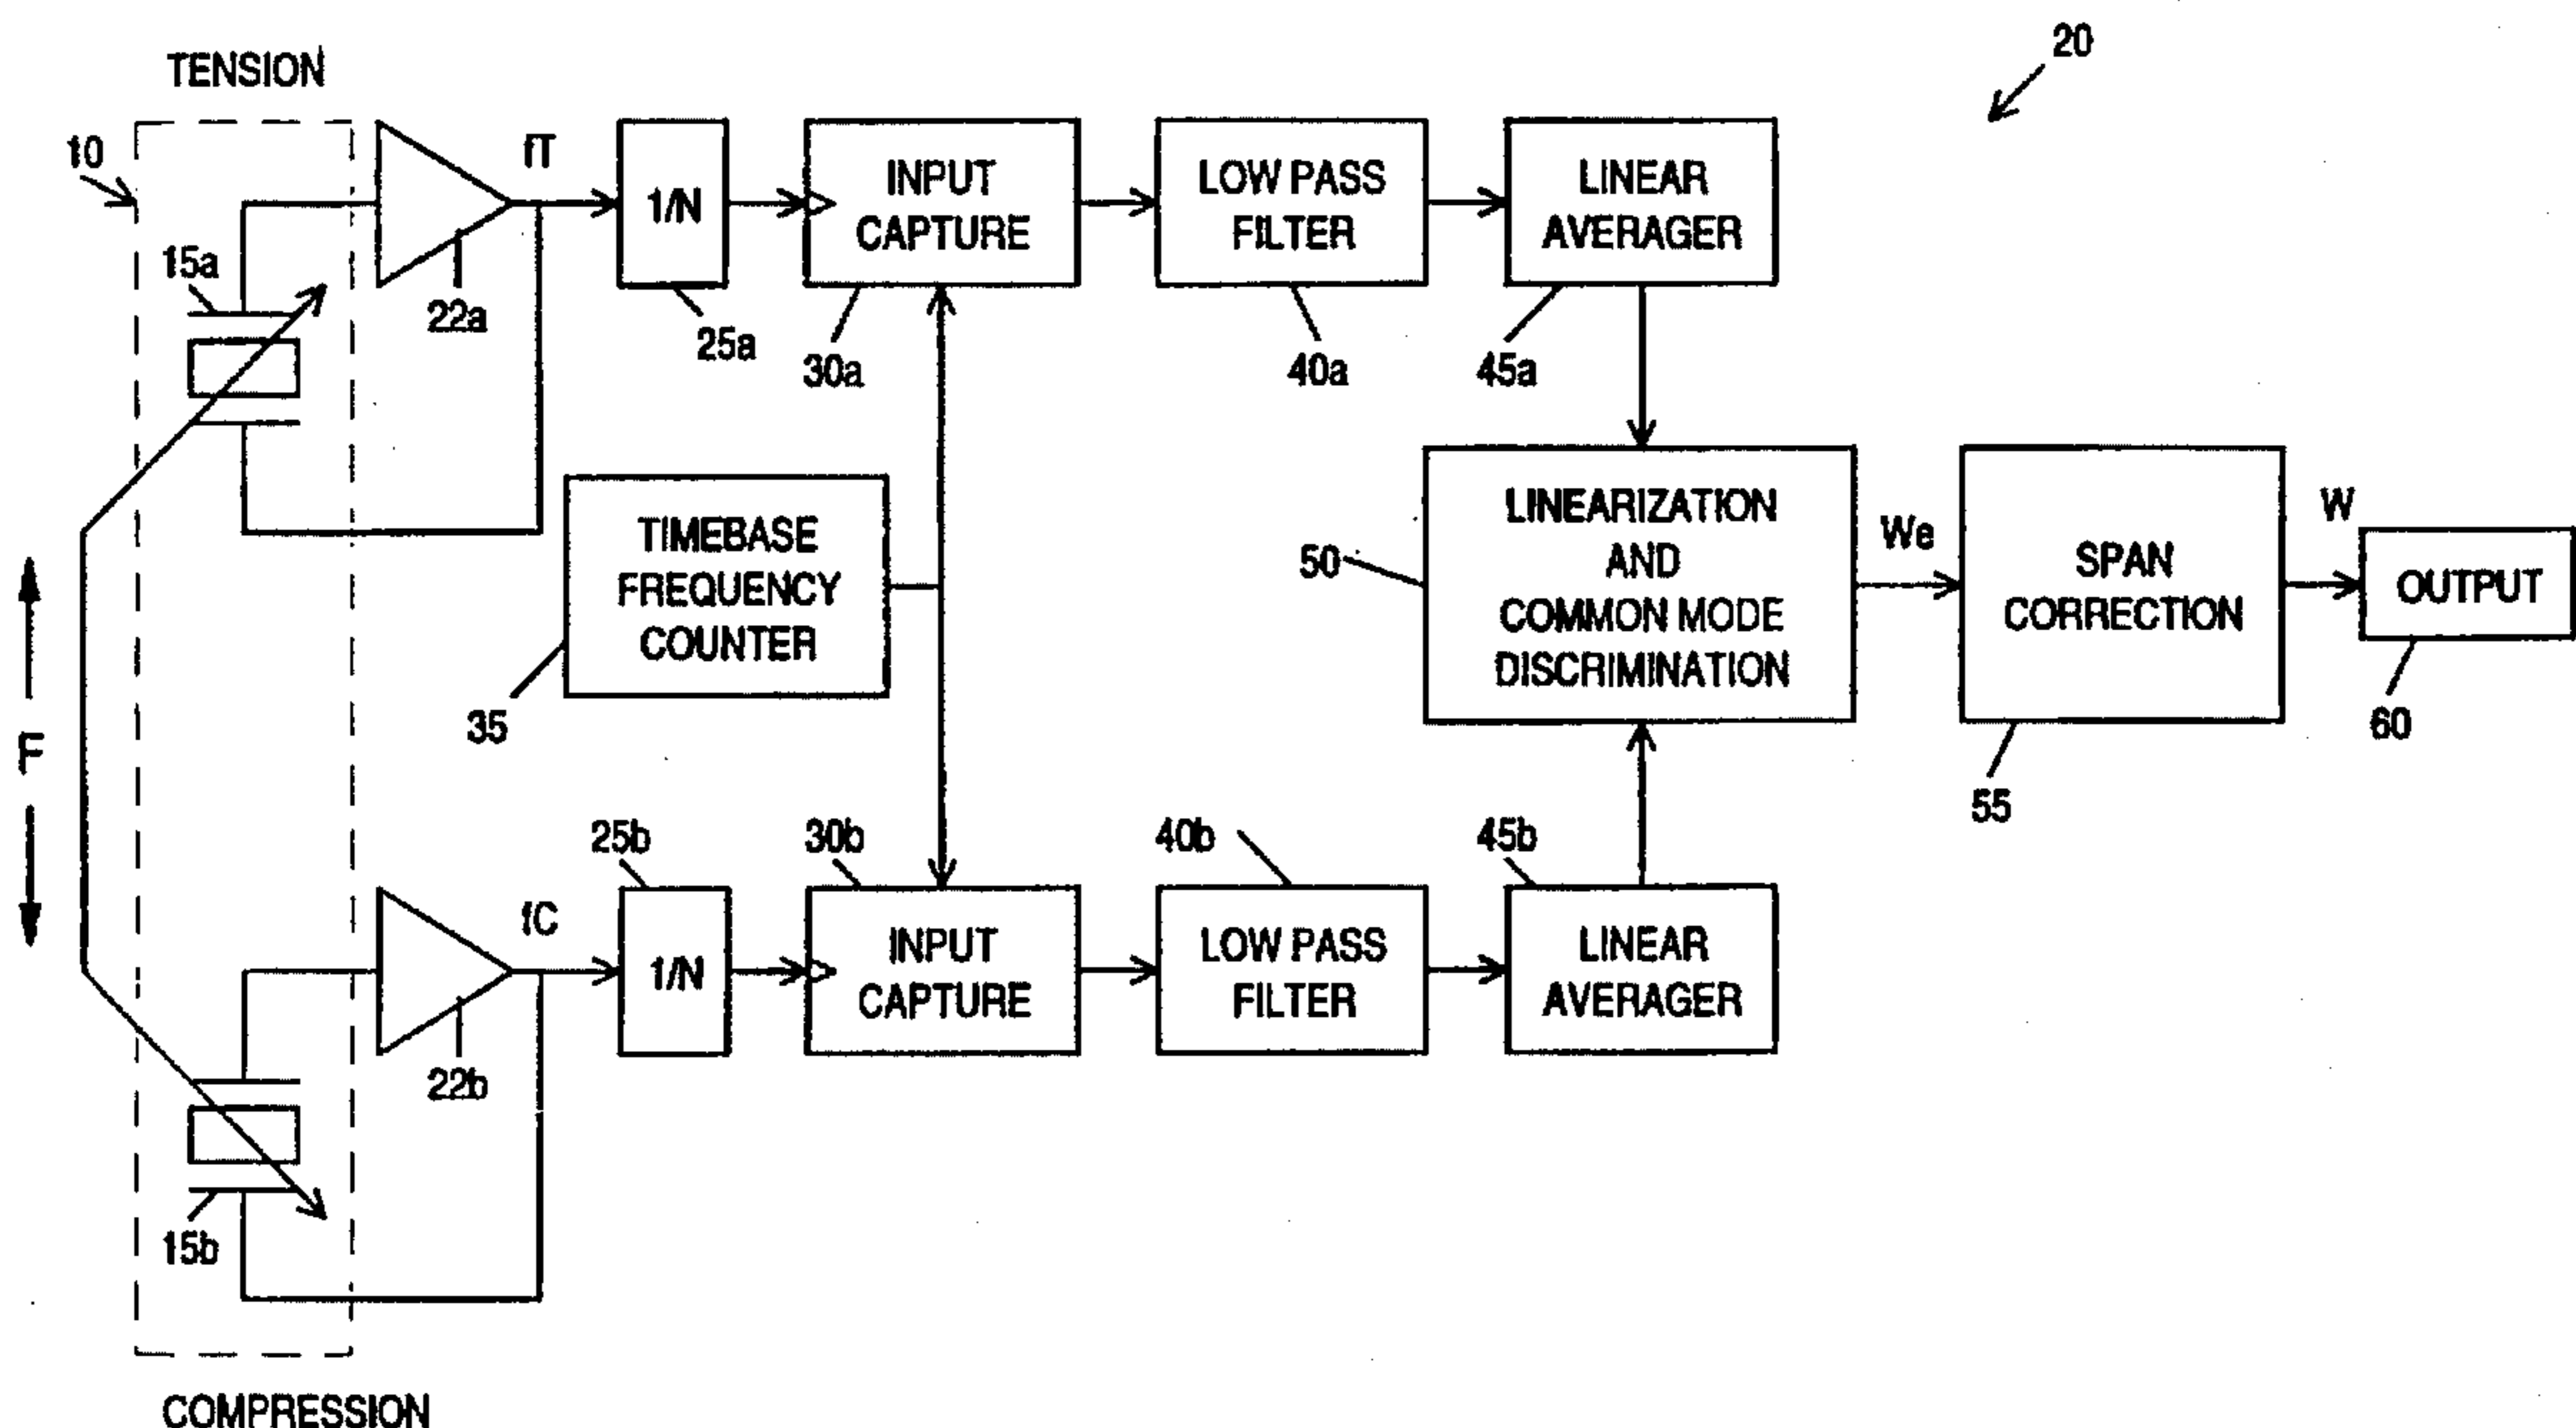 20
TENSION
10
fT
1/N
INPUT
CAPTURE
LOW PASS
FILTER
LINEAR
AVERAGER
15a
22a
25a
30a
40a
45a
TIMEBASE
FREQUENCY
COUNTER
35
LINEARIZATION
AND
COMMON MODE
DISCRIMINATION
50
We
SPAN
CORRECTION
55
W
OUTPUT
60
F
25b
30b
40b
45b
fC
1/N
INPUT
CAPTURE
LOW PASS
FILTER
LINEAR
AVERAGER
22b
15b
COMPRESSION